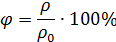 φ = ρ/ρ₀ · 100%